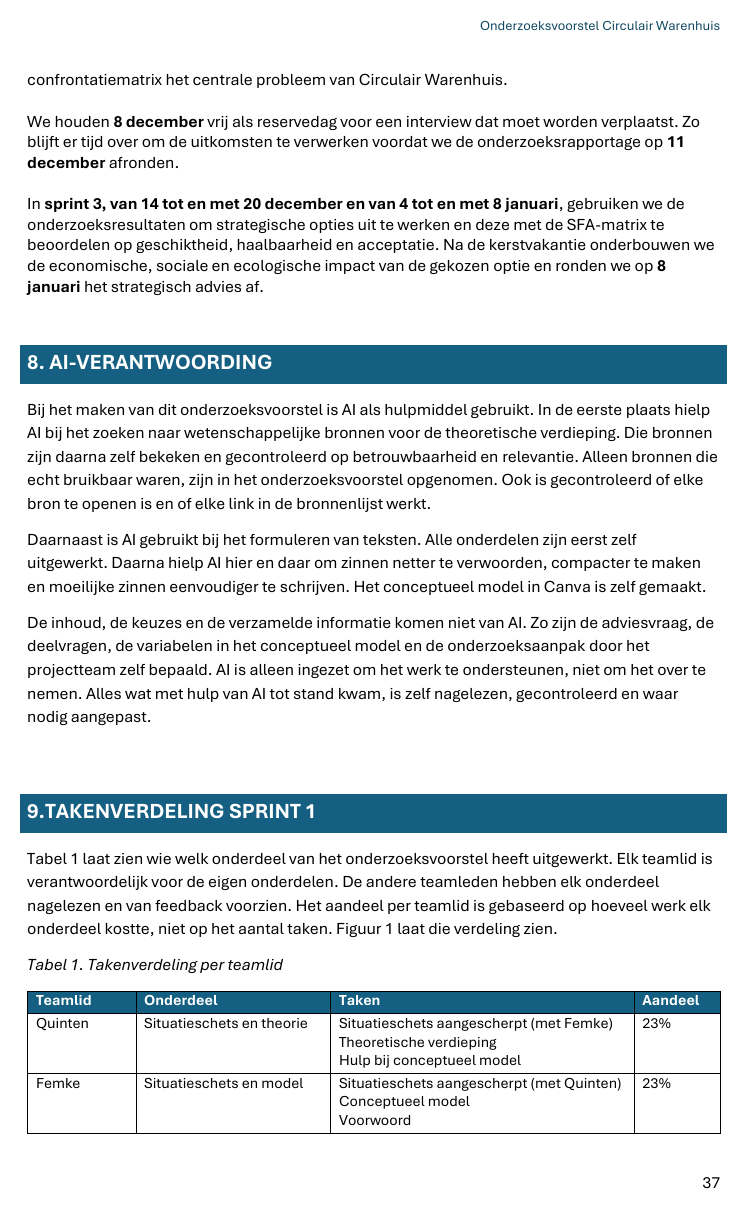 Onderzoeksvoorstel Circulair Warenhuis
confrontatiematrix het centrale probleem van Circulair Warenhuis.
We houden 8 december vrij als reservedag voor een interview dat moet worden verplaatst. Zo
blijft er tijd over om de uitkomsten te verwerken voordat we de onderzoeksrapportage op 11
december afronden.
In sprint 3, van 14 tot en met 20 december en van 4 tot en met 8 januari, gebruiken we de
onderzoeksresultaten om strategische opties uit te werken en deze met de SFA-matrix te
beoordelen op geschiktheid, haalbaarheid en acceptatie. Na de kerstvakantie onderbouwen we
de economische, sociale en ecologische impact van de gekozen optie en ronden we op 8
januari het strategisch advies af.
8. AI-VERANTWOORDING
Bij het maken van dit onderzoeksvoorstel is AI als hulpmiddel gebruikt. In de eerste plaats hielp
AI bij het zoeken naar wetenschappelijke bronnen voor de theoretische verdieping. Die bronnen
zijn daarna zelf bekeken en gecontroleerd op betrouwbaarheid en relevantie. Alleen bronnen die
echt bruikbaar waren, zijn in het onderzoeksvoorstel opgenomen. Ook is gecontroleerd of elke
bron te openen is en of elke link in de bronnenlijst werkt.
Daarnaast is AI gebruikt bij het formuleren van teksten. Alle onderdelen zijn eerst zelf
uitgewerkt. Daarna hielp AI hier en daar om zinnen netter te verwoorden, compacter te maken
en moeilijke zinnen eenvoudiger te schrijven. Het conceptueel model in Canva is zelf gemaakt.
De inhoud, de keuzes en de verzamelde informatie komen niet van AI. Zo zijn de adviesvraag, de
deelvragen, de variabelen in het conceptueel model en de onderzoeksaanpak door het
projectteam zelf bepaald. AI is alleen ingezet om het werk te ondersteunen, niet om het over te
nemen. Alles wat met hulp van AI tot stand kwam, is zelf nagelezen, gecontroleerd en waar
nodig aangepast.
9.TAKENVERDELING SPRINT 1
Tabel 1 laat zien wie welk onderdeel van het onderzoeksvoorstel heeft uitgewerkt. Elk teamlid is
verantwoordelijk voor de eigen onderdelen. De andere teamleden hebben elk onderdeel
nagelezen en van feedback voorzien. Het aandeel per teamlid is gebaseerd op hoeveel werk elk
onderdeel kostte, niet op het aantal taken. Figuur 1 laat die verdeling zien.
Tabel 1. Takenverdeling per teamlid
Teamlid Onderdeel Taken Aandeel
Quinten Situatieschets en theorie Situatieschets aangescherpt (met Femke) 23%
Theoretische verdieping
Hulp bij conceptueel model
Femke Situatieschets en model Situatieschets aangescherpt (met Quinten) 23%
Conceptueel model
Voorwoord
37